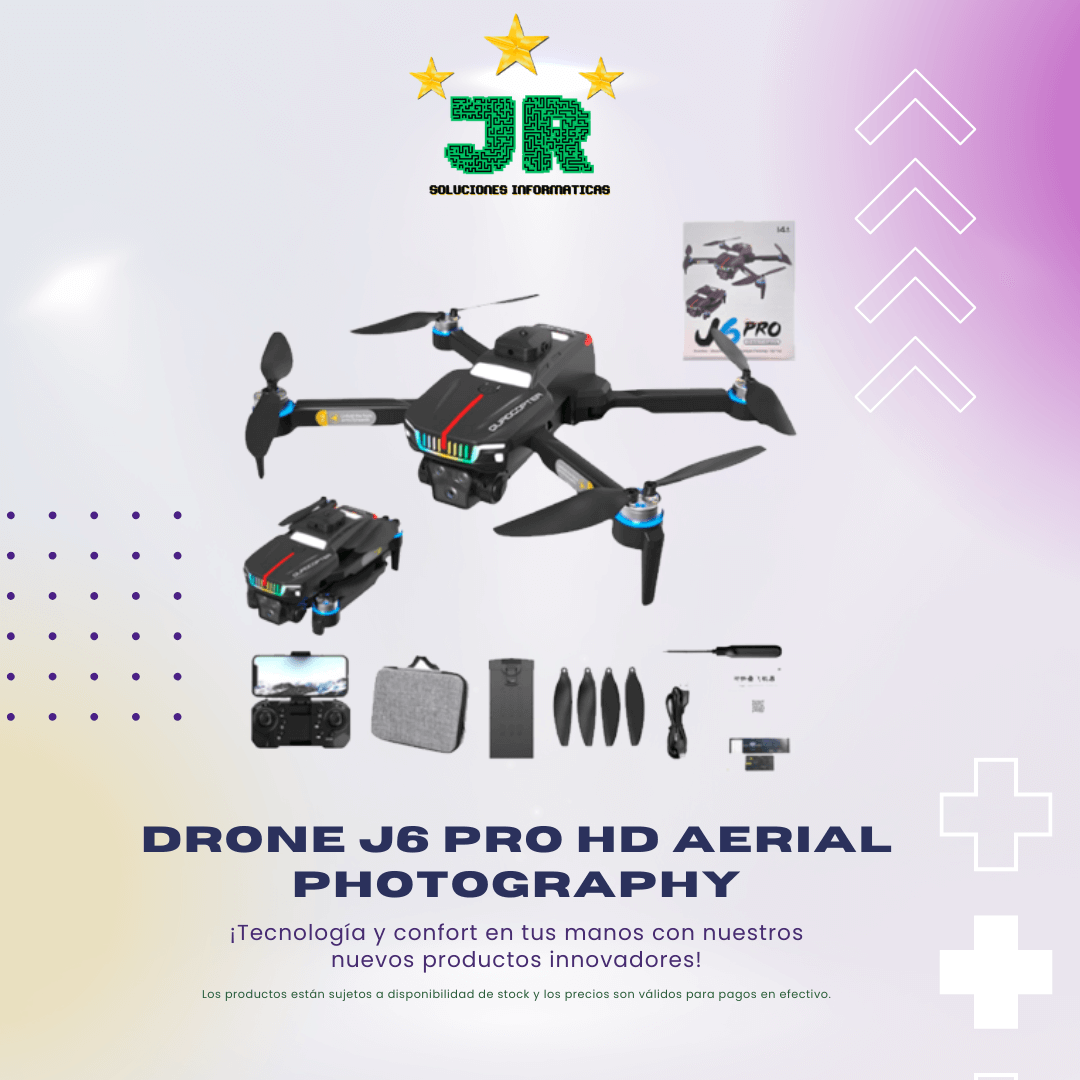 JR
SOLUCIONES INFORMATICAS
J6 PRO
QUADCOPTER
DRONE J6 PRO HD AERIAL
PHOTOGRAPHY
¡Tecnología y confort en tus manos con nuestros
nuevos productos innovadores!
Los productos están sujetos a disponibilidad de stock y los precios son válidos para pagos en efectivo.